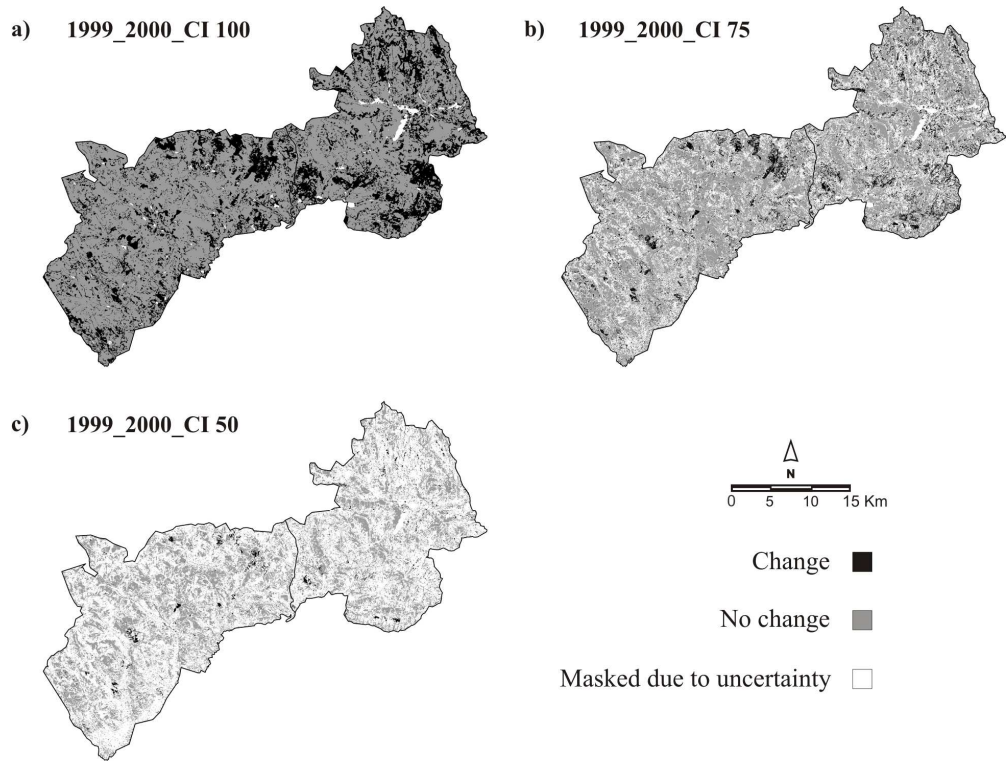 a) 1999_2000_CI 100
b) 1999_2000_CI 75
c) 1999_2000_CI 50
N
0 5 10 15 Km
Change
No change
Masked due to uncertainty